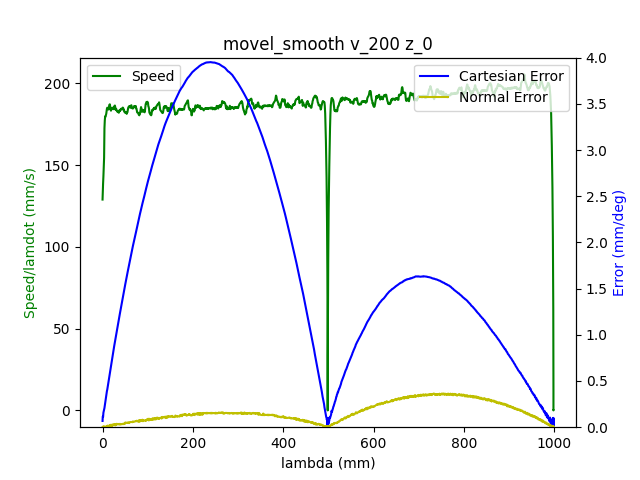 movel_smooth v_200 z_0
Speed
Cartesian Error
Normal Error
Speed/lamdot (mm/s)
200
150
100
50
0
4.0
3.5
3.0
2.5
2.0
1.5
1.0
0.5
0.0
Error (mm/deg)
0 200 400 600 800 1000
lambda (mm)